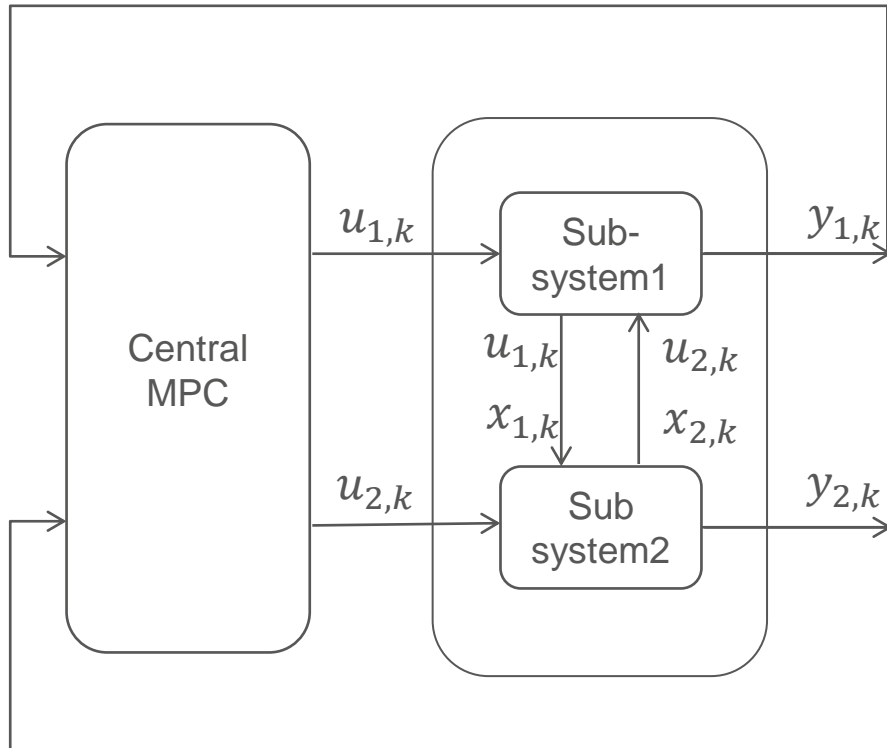 Central
MPC
u_{1,k}
u_{2,k}
Sub-
system1
u_{1,k}
x_{1,k}
u_{2,k}
x_{2,k}
Sub
system2
y_{1,k}
y_{2,k}